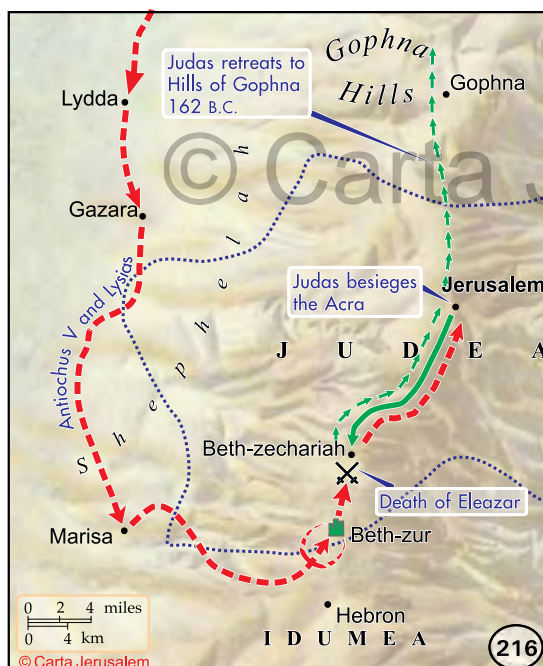 Gophna
Hills
Judas retreats to
Hills of Gophna
162 B.C.
Gophna
Lydda
© Carta J
Gazara
Shephelah
Antiochus V and Lysias
Judas besieges
the Acra
Jerusalem
J U D E A
Beth-zechariah
Death of Eleazar
Marisa
Beth-zur
Hebron
I D U M E A
0 2 4 miles
0 4 km
© Carta Jerusalem
216